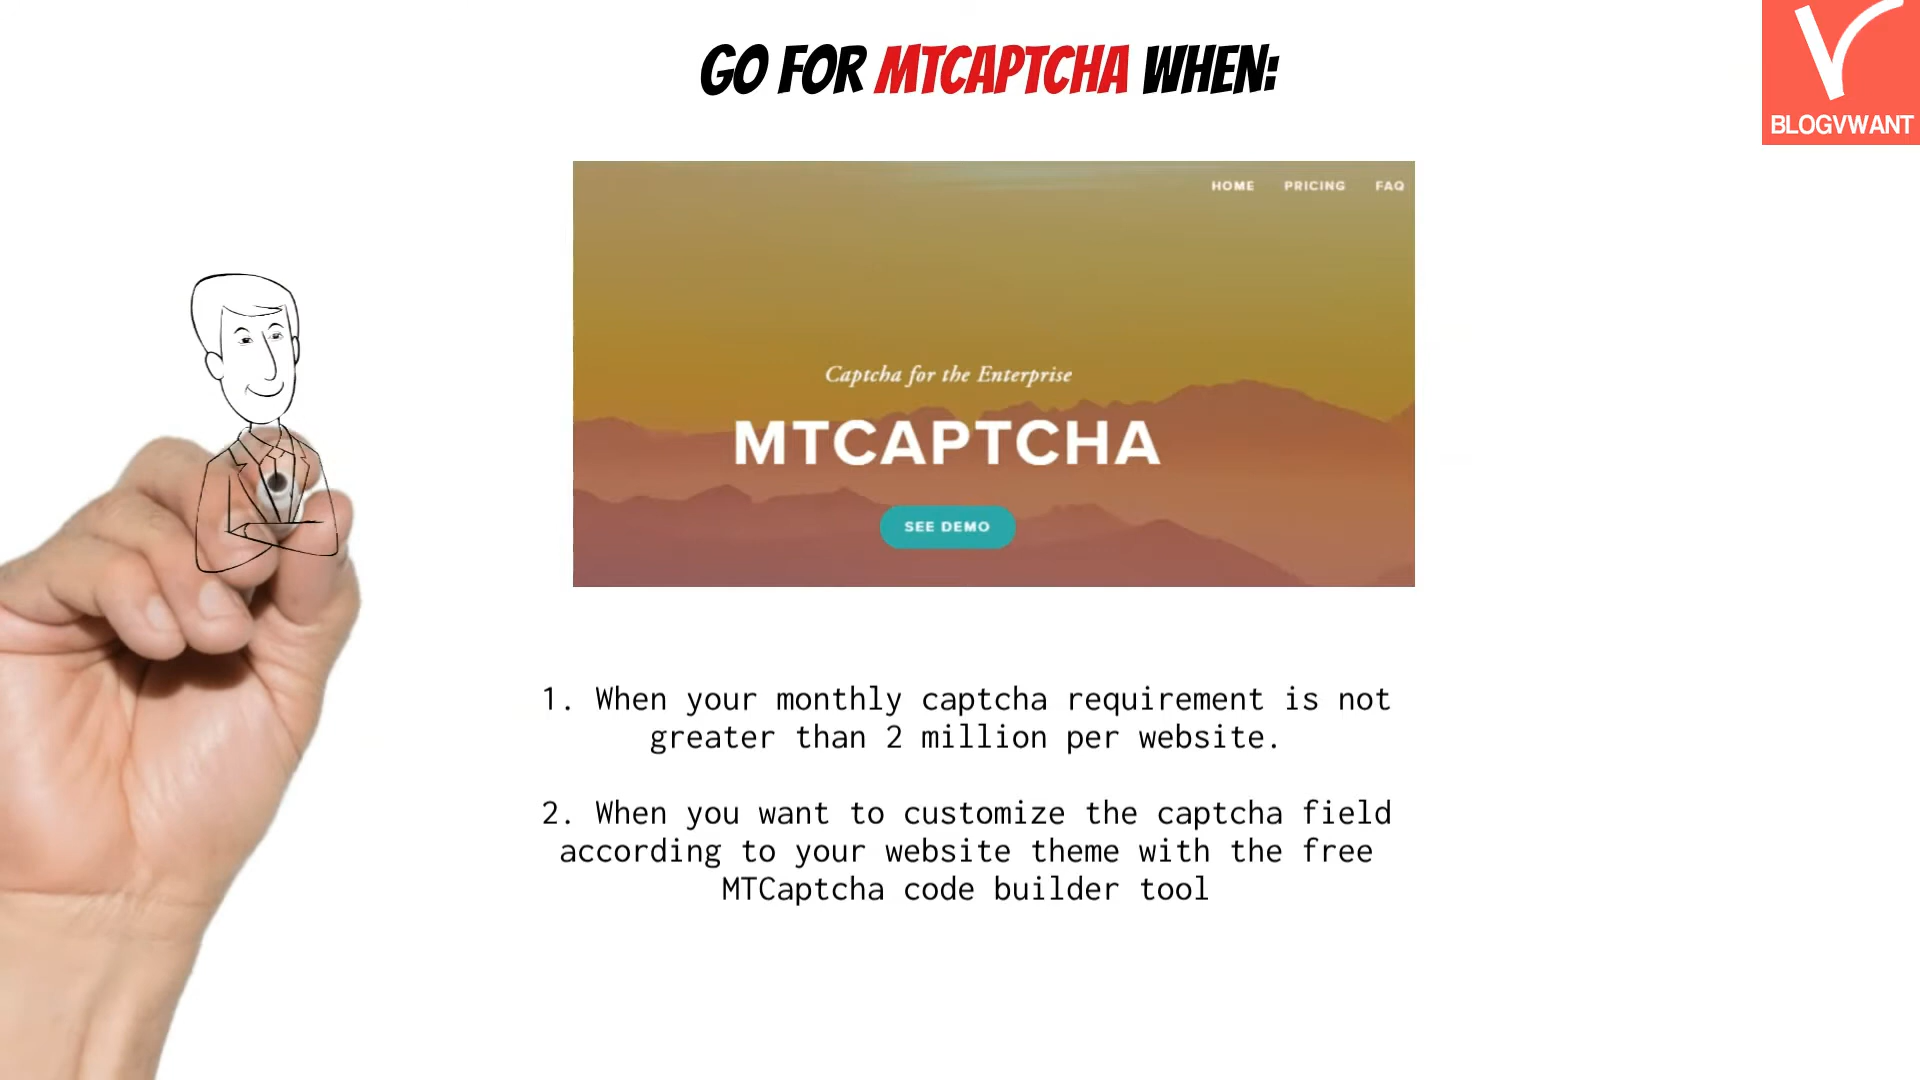 GO FOR MTCAPTCHA WHEN:
BLOGVWANT
HOME PRICING FAQ
Captcha for the Enterprise
MTCAPTCHA
SEE DEMO
1. When your monthly captcha requirement is not
greater than 2 million per website.
2. When you want to customize the captcha field
according to your website theme with the free
MTCaptcha code builder tool